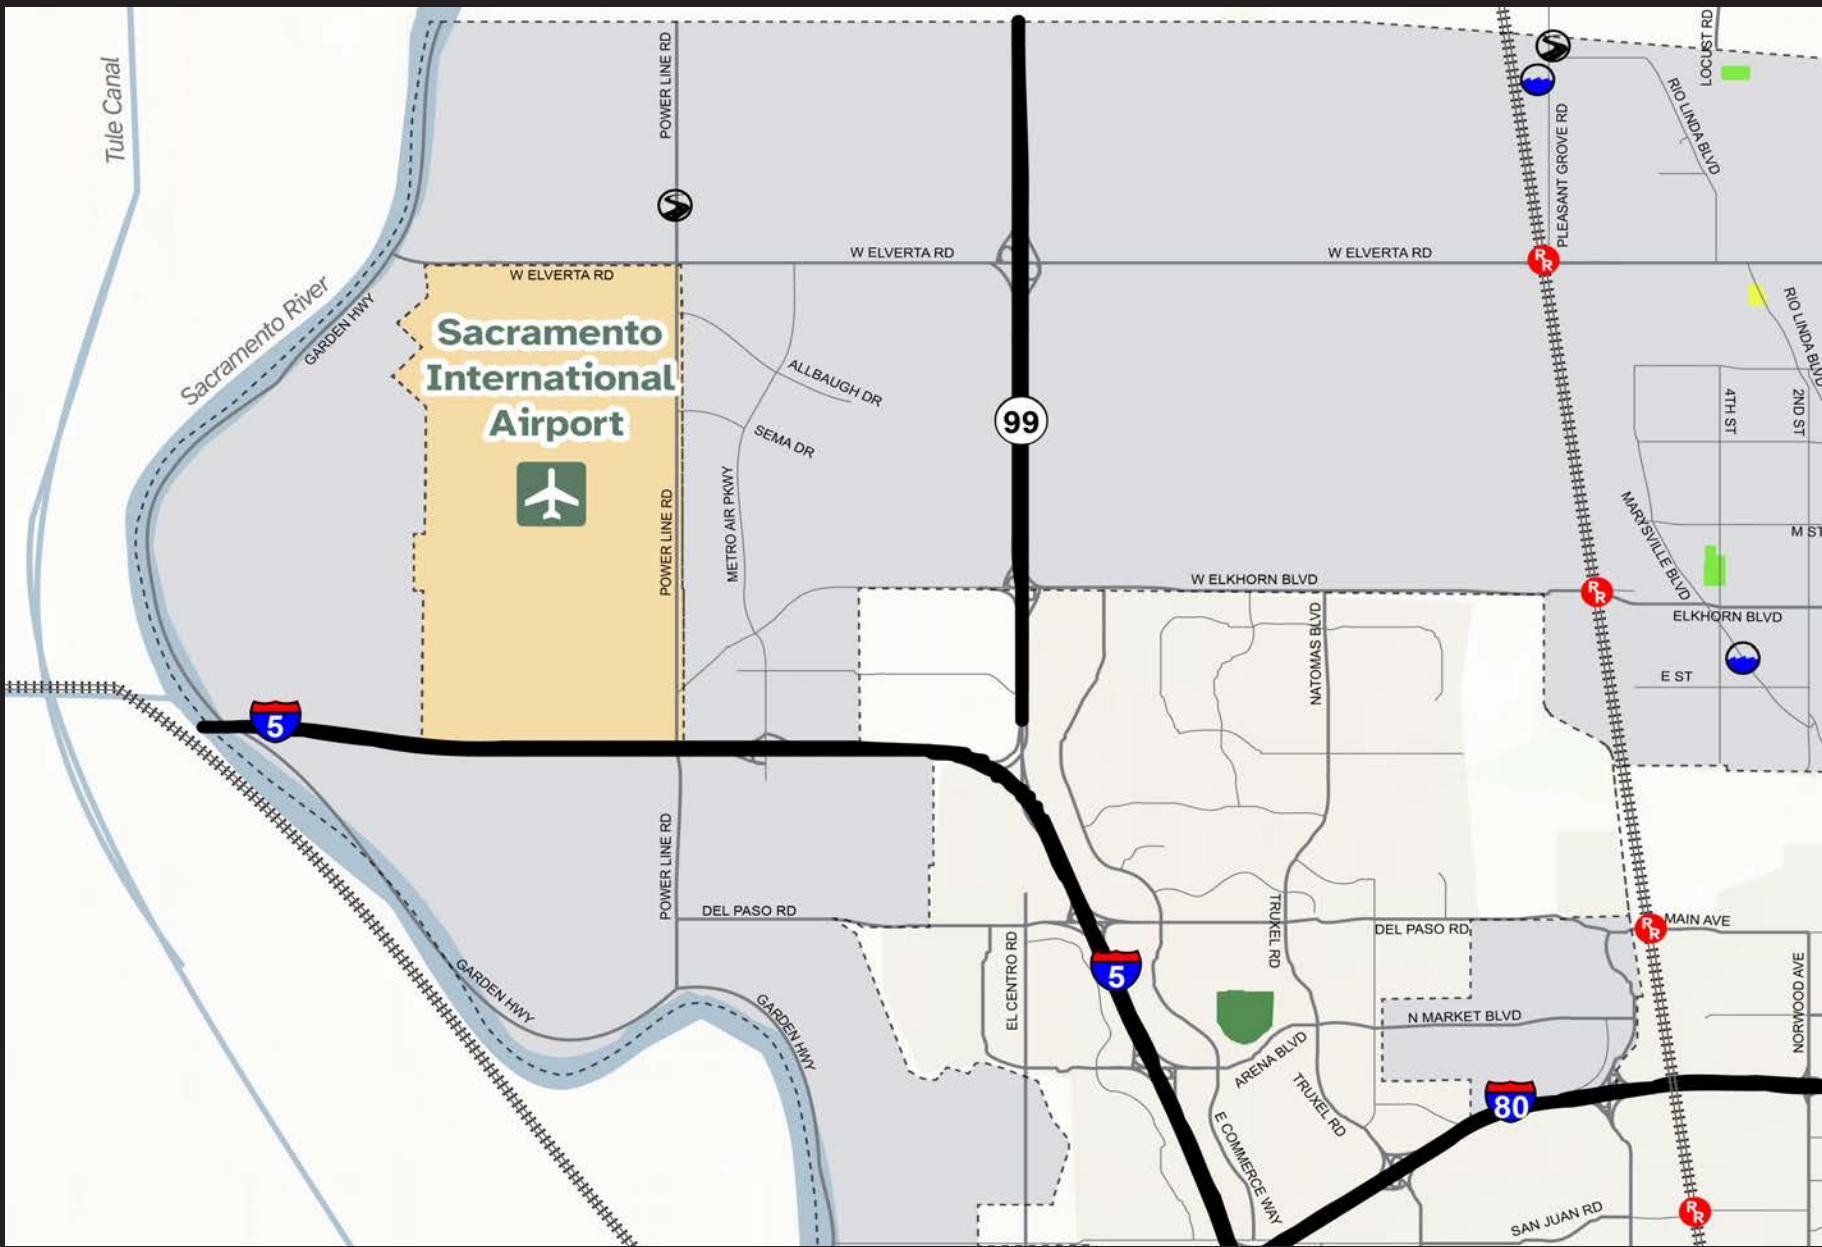 Tule Canal
POWER LINE RD
LOCUST RD
RIO LINDA BLVD
PLEASANT GROVE RD
W ELVERTA RD
W ELVERTA RD
W ELVERTA RD
R
R
Sacramento River
GARDEN HWY
Sacramento
International
Airport
RIO LINDA BLVD
ALLBAUGH DR
SEMA DR
99
4TH ST
2ND ST
POWER LINE RD
METRO AIR PKWY
MARYSVILLE BLVD
M ST
W ELKHORN BLVD
R
R
ELKHORN BLVD
NATOMAS BLVD
E ST
5
POWER LINE RD
DEL PASO RD
TRUXEL RD
DEL PASO RD
R
R
MAIN AVE
GARDEN HWY
GARDEN HWY
EL CENTRO RD
5
N MARKET BLVD
NORWOOD AVE
ARENA BLVD
TRUXEL RD
80
E COMMERCE WAY
SAN JUAN RD
R
R